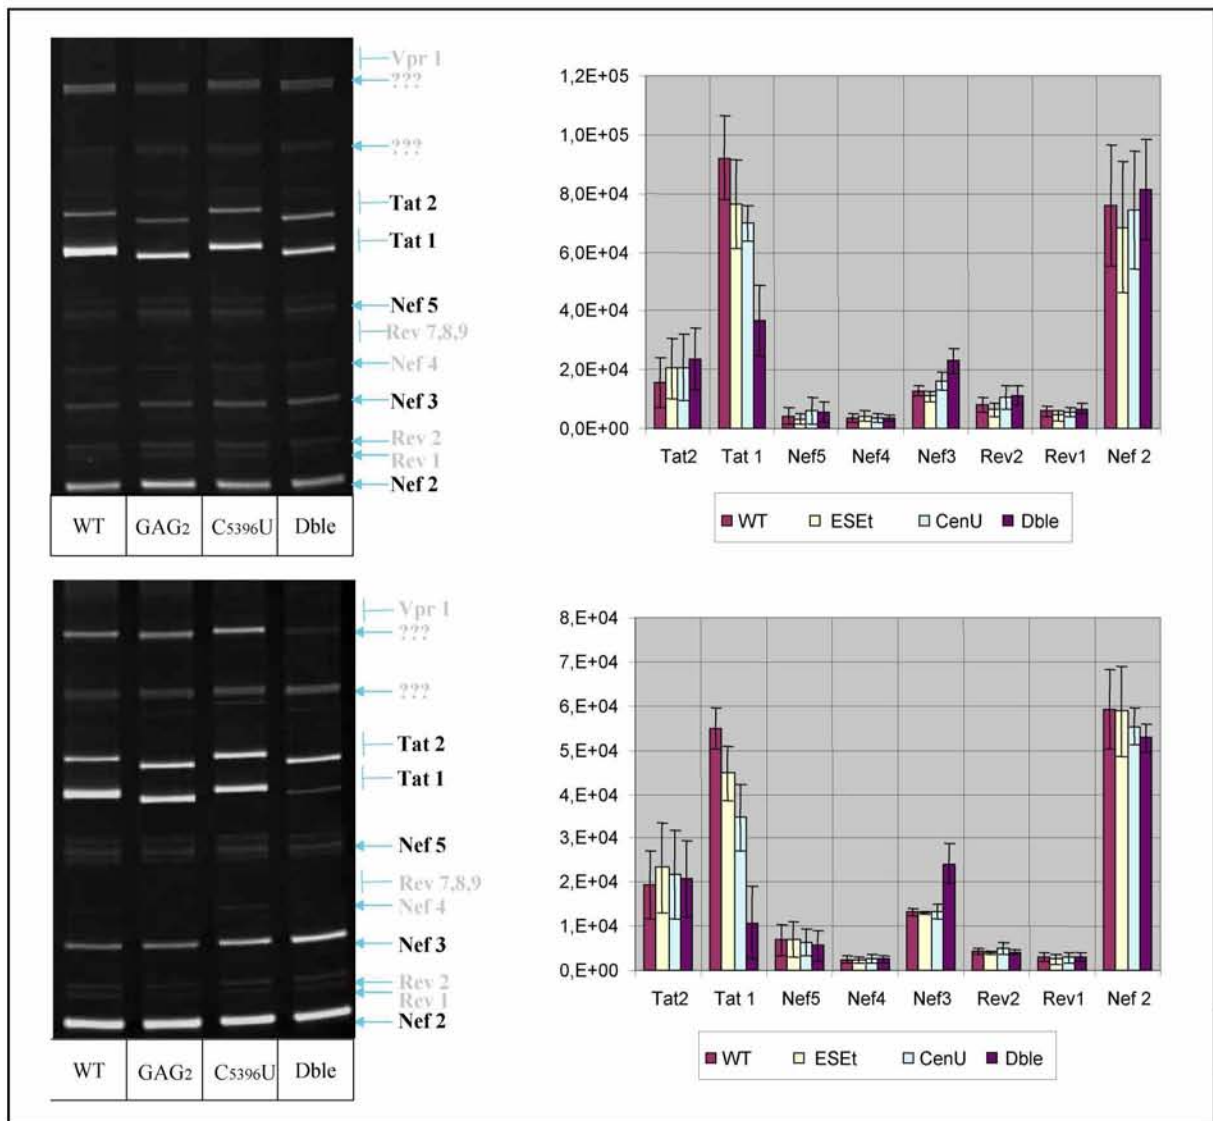 Vpr 1
???
???
Tat 2
Tat 1
Nef 5
Rev 7,8,9
Nef 4
Nef 3
Rev 2
Rev 1
Nef 2
WT GAG2 C5396U Dble
1,2E+05
1,0E+05
8,0E+04
6,0E+04
4,0E+04
2,0E+04
0,0E+00
Tat2 Tat 1 Nef5 Nef4 Nef3 Rev2 Rev1 Nef 2
WT ESEt CenU Dble
Vpr 1
???
???
Tat 2
Tat 1
Nef 5
Rev 7,8,9
Nef 4
Nef 3
Rev 2
Rev 1
Nef 2
WT GAG2 C5396U Dble
8,E+04
7,E+04
6,E+04
5,E+04
4,E+04
3,E+04
2,E+04
1,E+04
0,E+00
Tat2 Tat 1 Nef5 Nef4 Nef3 Rev2 Rev1 Nef 2
WT ESEt CenU Dble